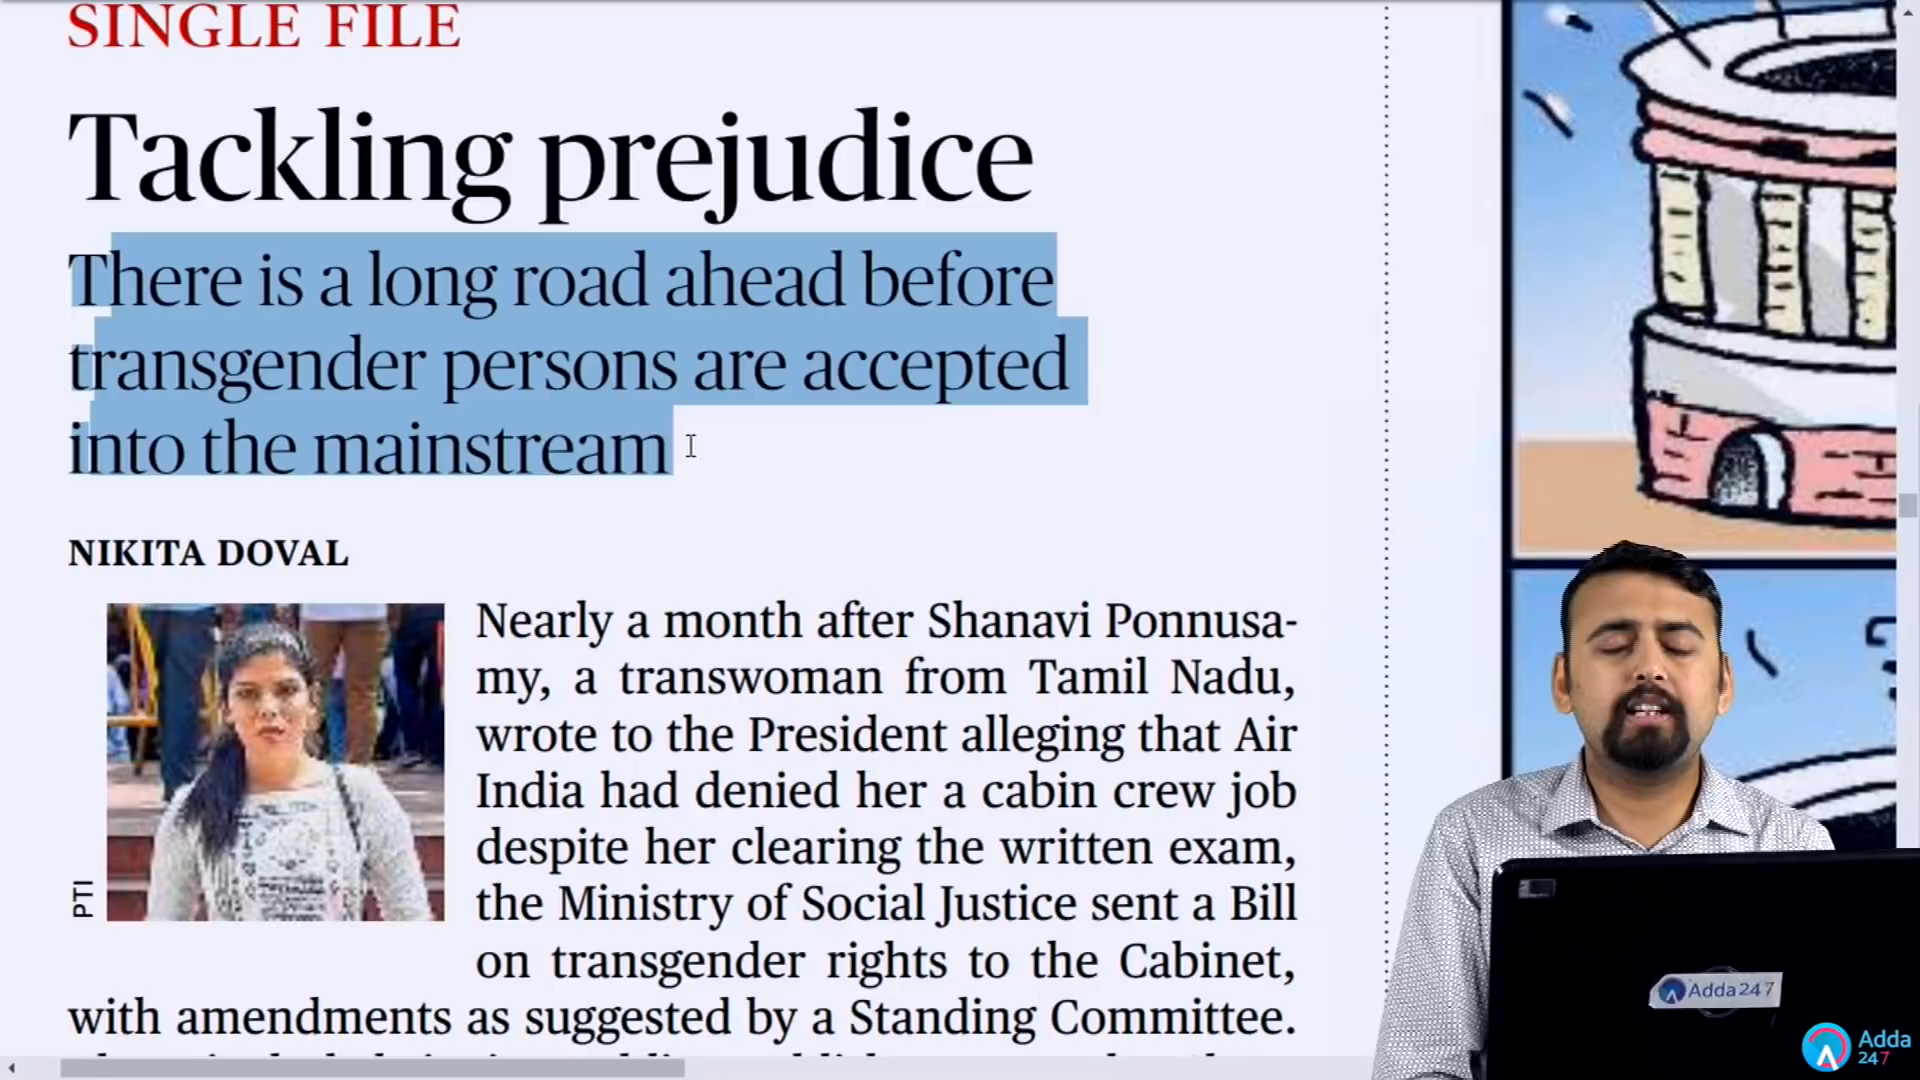 SINGLE FILE
Tackling prejudice
There is a long road ahead before
transgender persons are accepted
into the mainstream
NIKITA DOVAL
PTI
Nearly a month after Shanavi Ponnusa-
my, a transwoman from Tamil Nadu,
wrote to the President alleging that Air
India had denied her a cabin crew job
despite her clearing the written exam,
the Ministry of Social Justice sent a Bill
on transgender rights to the Cabinet,
with amendments as suggested by a Standing Committee.
Adda247
Adda
247